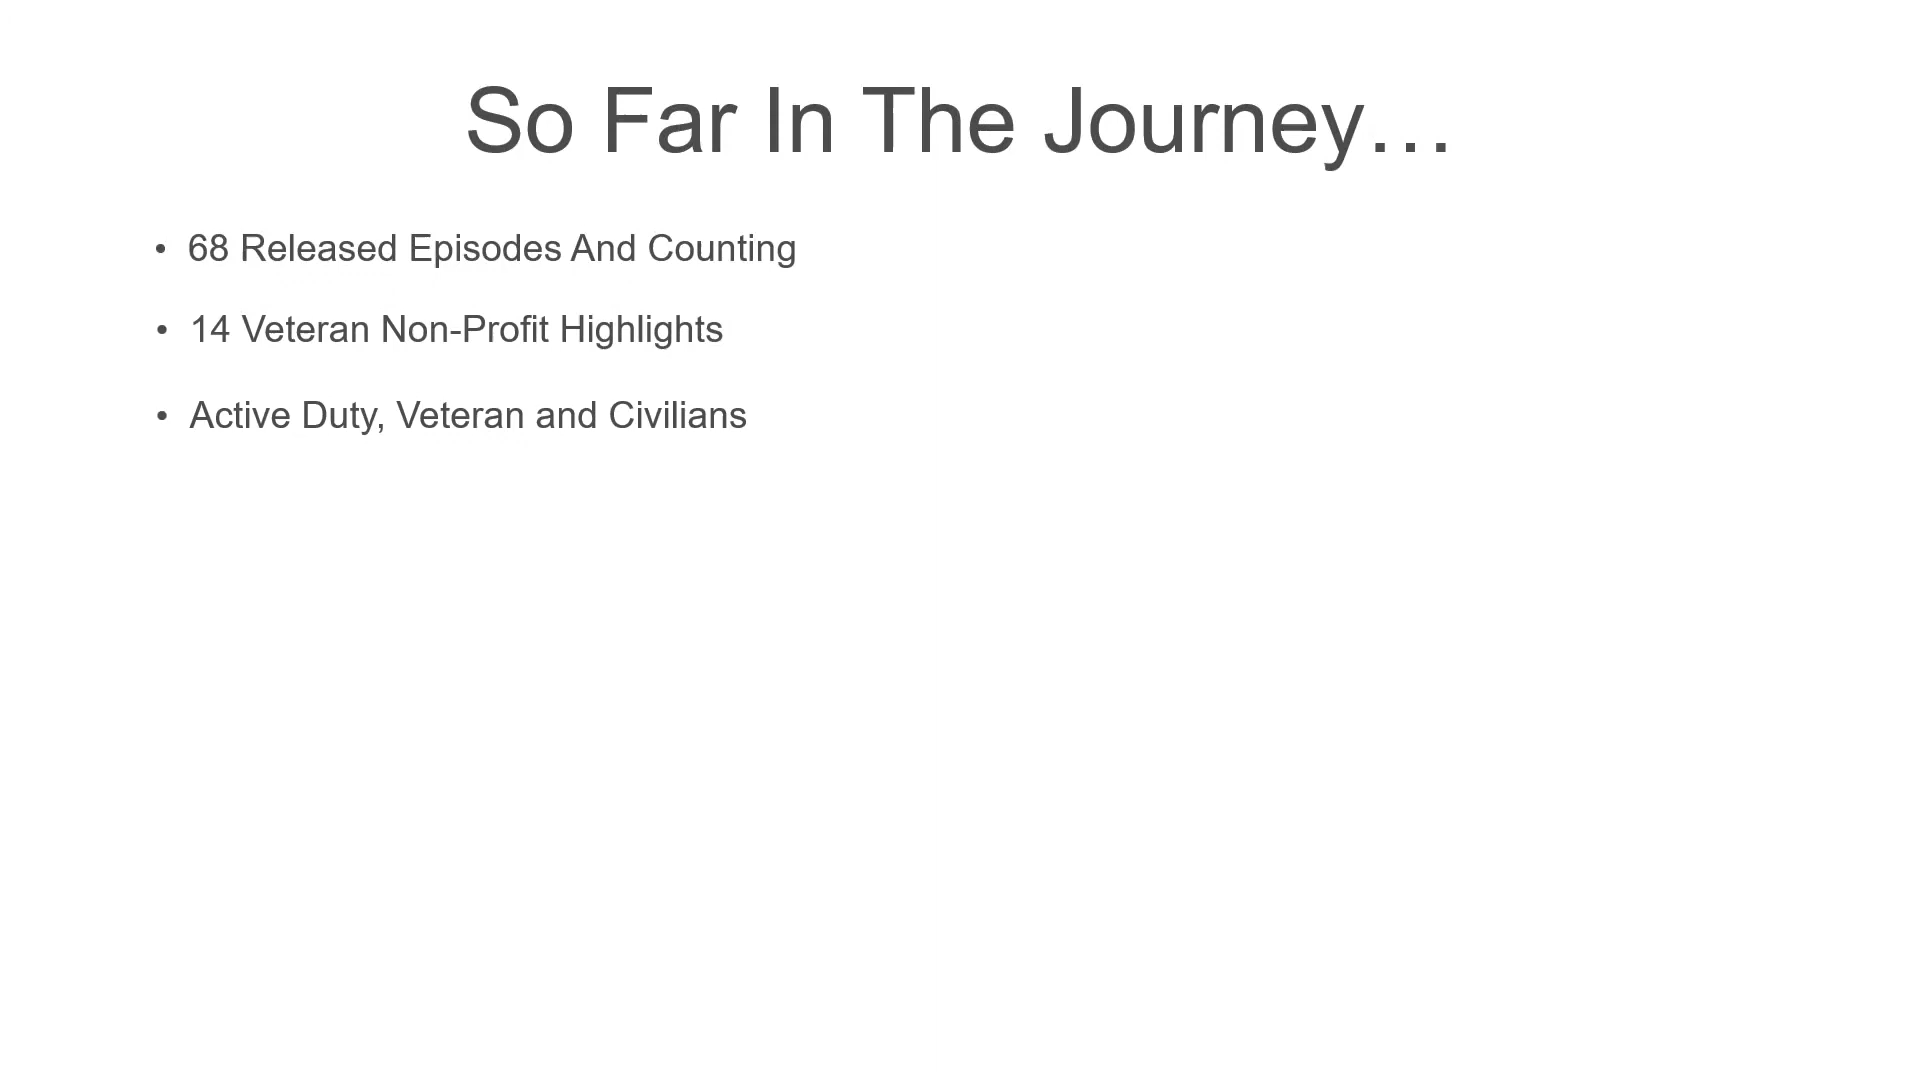 So Far In The Journey…
• 68 Released Episodes And Counting
• 14 Veteran Non-Profit Highlights
• Active Duty, Veteran and Civilians